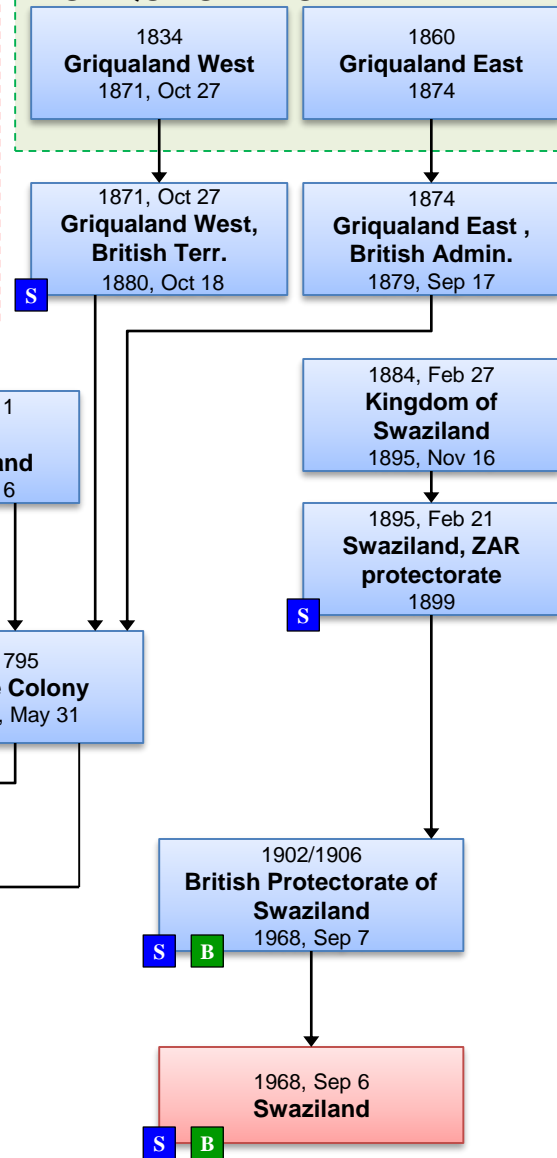 1834
Griqualand West
1871, Oct 27
1860
Griqualand East
1874
1871, Oct 27
Griqualand West,
British Terr.
1880, Oct 18
S
1874
Griqualand East ,
British Admin.
1879, Sep 17
1884, Feb 27
Kingdom of
Swaziland
1895, Nov 16
1
and
6
1895, Feb 21
Swaziland, ZAR
protectorate
1899
S
795
e Colony
, May 31
1902/1906
British Protectorate of
Swaziland
1968, Sep 7
S
B
1968, Sep 6
Swaziland
S
B